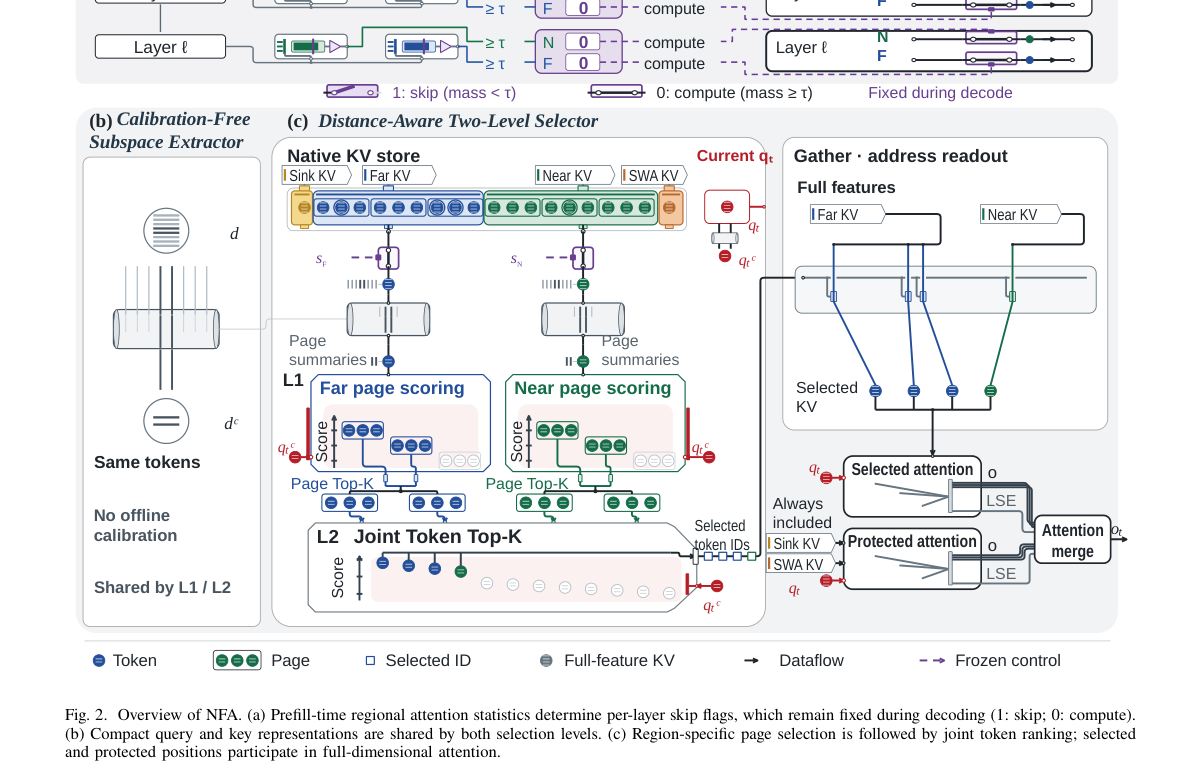 F
≥ τ
F 0
compute
Layer ℓ
≥ τ
N 0
compute
≥ τ
F 0
compute
Layer ℓ
N
F
1: skip (mass < τ)
0: compute (mass ≥ τ)
Fixed during decode
(b) Calibration-Free
Subspace Extractor
d
dᶜ
Same tokens
No offline
calibration
Shared by L1 / L2
(c) Distance-Aware Two-Level Selector
Native KV store
Current qₜ
Sink KV
Far KV
Near KV
SWA KV
qₜ
qₜᶜ
s_F
s_N
Page
summaries
Page
summaries
L1
Far page scoring
Near page scoring
Score
Score
qₜᶜ
qₜᶜ
Page Top-K
Page Top-K
L2 Joint Token Top-K
Score
Selected
token IDs
qₜᶜ
Gather · address readout
Full features
Far KV
Near KV
Selected
KV
qₜ
Selected attention
o
LSE
Always
included
Sink KV
SWA KV
qₜ
Protected attention
o
LSE
Attention
merge
oₜ
Token
Page
Selected ID
Full-feature KV
Dataflow
Frozen control
Fig. 2. Overview of NFA. (a) Prefill-time regional attention statistics determine per-layer skip flags, which remain fixed during decoding (1: skip; 0: compute).
(b) Compact query and key representations are shared by both selection levels. (c) Region-specific page selection is followed by joint token ranking; selected
and protected positions participate in full-dimensional attention.